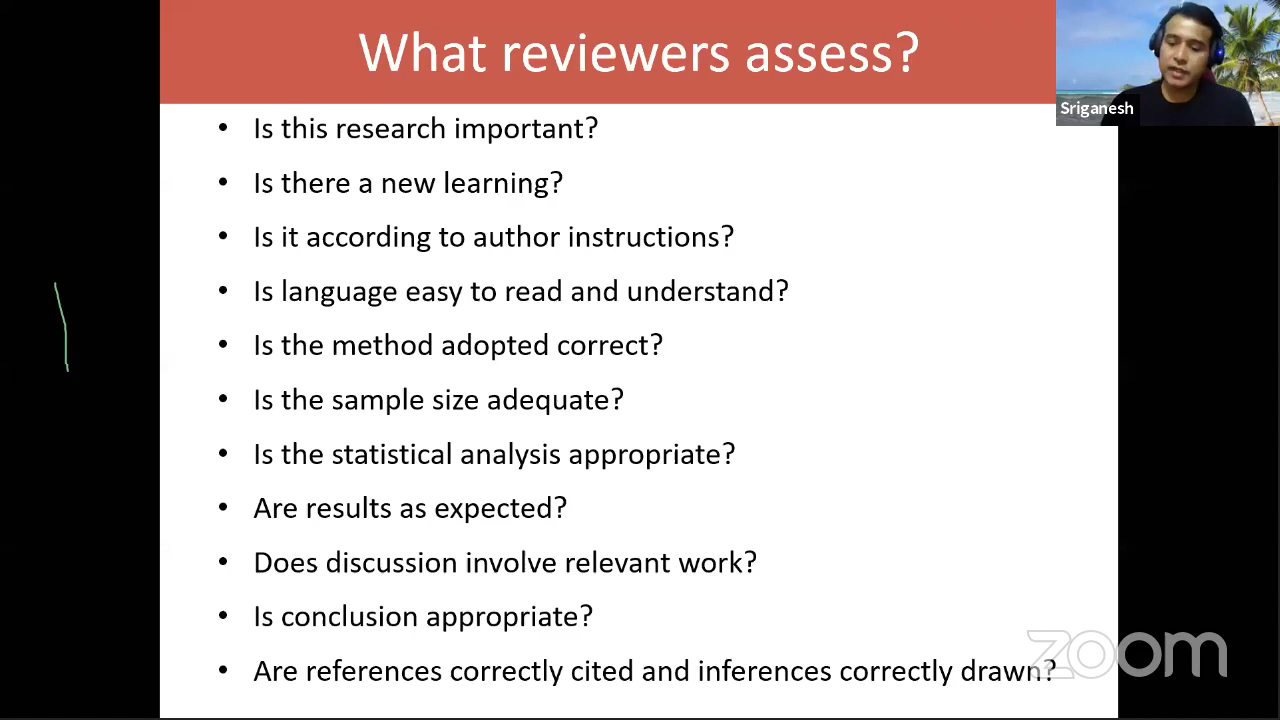 What reviewers assess?
Sriganesh
• Is this research important?
• Is there a new learning?
• Is it according to author instructions?
• Is language easy to read and understand?
• Is the method adopted correct?
• Is the sample size adequate?
• Is the statistical analysis appropriate?
• Are results as expected?
• Does discussion involve relevant work?
• Is conclusion appropriate?
• Are references correctly cited and inferences correctly drawn?
zoom